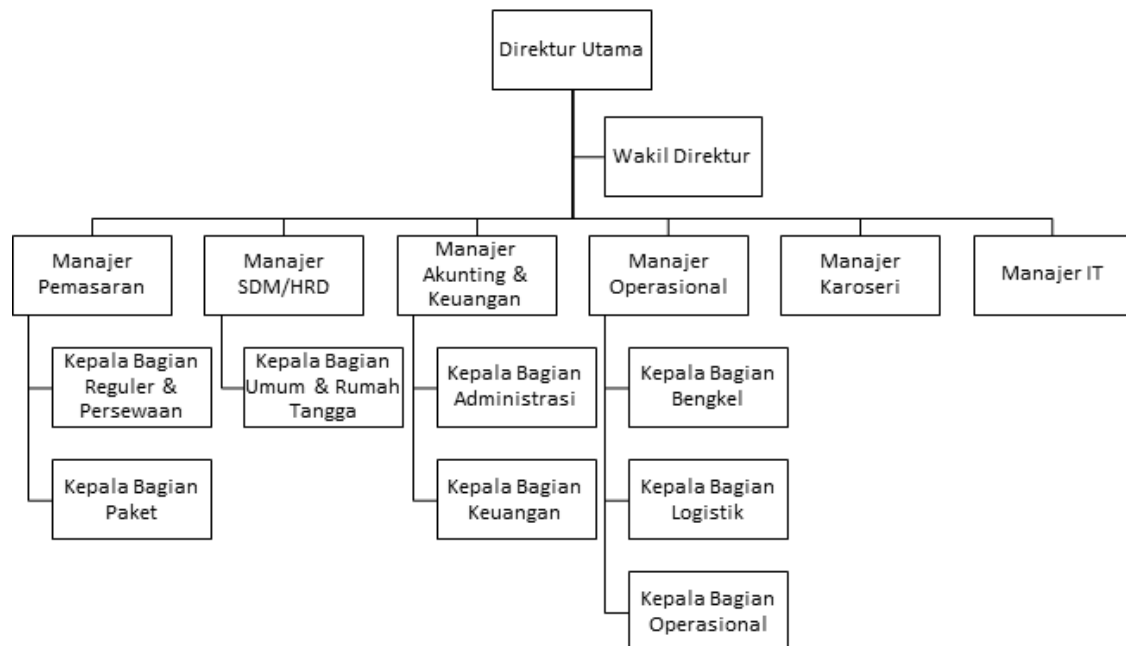 Direktur Utama
Wakil Direktur
Manajer
Pemasaran
Manajer
SDM/HRD
Manajer
Akunting &
Keuangan
Manajer
Operasional
Manajer
Karoseri
Manajer IT
Kepala Bagian
Reguler &
Persewaan
Kepala Bagian
Umum & Rumah
Tangga
Kepala Bagian
Administrasi
Kepala Bagian
Bengkel
Kepala Bagian
Paket
Kepala Bagian
Keuangan
Kepala Bagian
Logistik
Kepala Bagian
Operasional